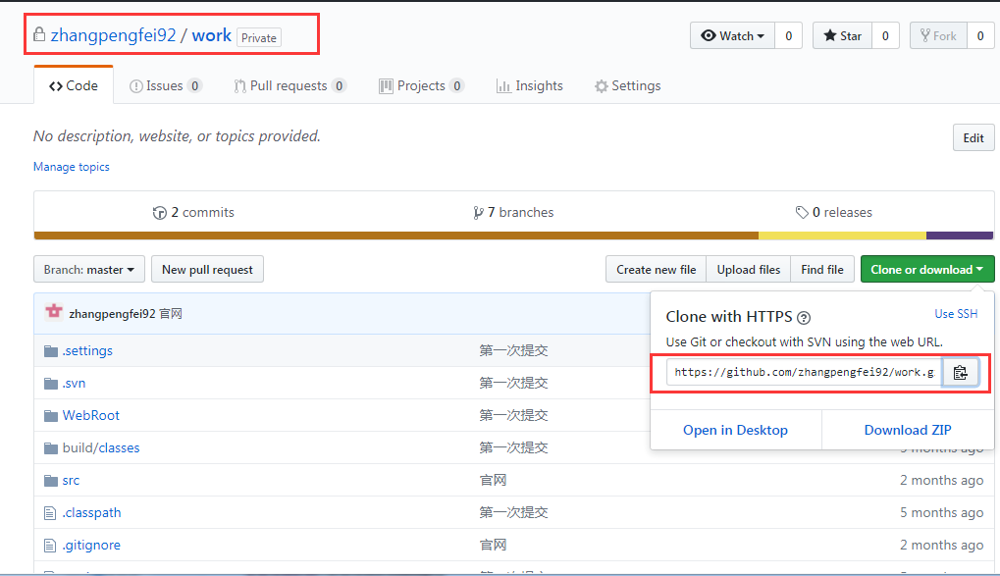 zhangpengfei92 / work Private
Watch 0 Star 0 Fork 0
Code Issues 0 Pull requests 0 Projects 0 Insights Settings
No description, website, or topics provided.
Edit
Manage topics
2 commits 7 branches 0 releases
Branch: master New pull request Create new file Upload files Find file Clone or download
zhangpengfei92 官网
Clone with HTTPS Use SSH
Use Git or checkout with SVN using the web URL.
https://github.com/zhangpengfei92/work.g
Open in Desktop Download ZIP
.settings 第一次提交
.svn 第一次提交
WebRoot 第一次提交
build/classes 第一次提交
src 官网 2 months ago
.classpath 第一次提交 5 months ago
.gitignore 官网 2 months ago